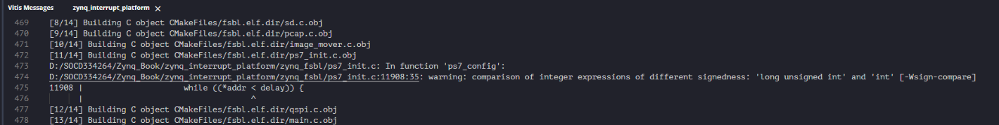 Vitis Messages zynq_interrupt_platform ×
469 [8/14] Building C object CMakeFiles/fsbl.elf.dir/sd.c.obj
470 [9/14] Building C object CMakeFiles/fsbl.elf.dir/pcap.c.obj
471 [10/14] Building C object CMakeFiles/fsbl.elf.dir/image_mover.c.obj
472 [11/14] Building C object CMakeFiles/fsbl.elf.dir/ps7_init.c.obj
473 D:/SOCD334264/Zynq_Book/zynq_interrupt_platform/zynq_fsbl/ps7_init.c: In function 'ps7_config':
474 D:/SOCD334264/Zynq_Book/zynq_interrupt_platform/zynq_fsbl/ps7_init.c:11908:35: warning: comparison of integer expressions of different signedness: 'long unsigned int' and 'int' [-Wsign-compare]
475 11908 | while ((*addr < delay)) {
476 | ^
477 [12/14] Building C object CMakeFiles/fsbl.elf.dir/qspi.c.obj
478 [13/14] Building C object CMakeFiles/fsbl.elf.dir/main.c.obj